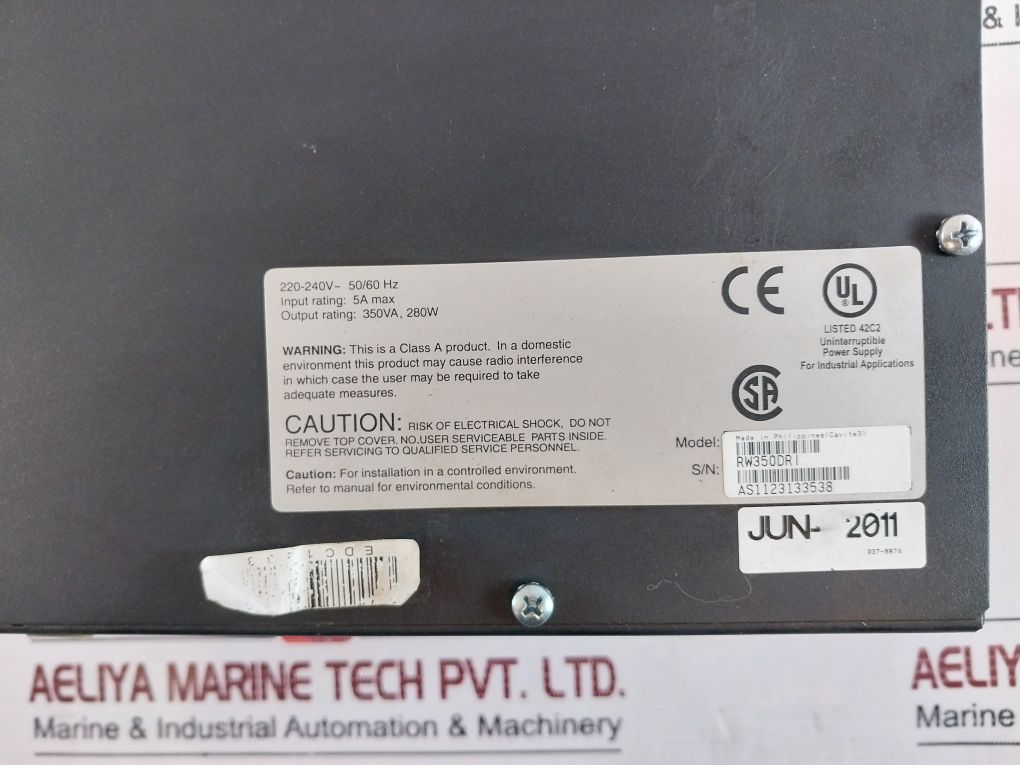 & I
220-240V~ 50/60 Hz
Input rating: 5A max
Output rating: 350VA, 280W
WARNING: This is a Class A product. In a domestic
environment this product may cause radio interference
in which case the user may be required to take
adequate measures.
CAUTION: RISK OF ELECTRICAL SHOCK, DO NOT
REMOVE TOP COVER. NO.USER SERVICEABLE PARTS INSIDE.
REFER SERVICING TO QUALIFIED SERVICE PERSONNEL.
Caution: For installation in a controlled environment.
Refer to manual for environmental conditions.
CE
UL
®
LISTED 42C2
Uninterruptible
Power Supply
For Industrial Applications
SA
Model:
S/N:
Made in Philippines(Cavite3)
RW350DRI
AS1123133538
JUN- 2011
AELIYA MARINE TECH PVT. LTD.
Marine & Industrial Automation & Machinery
AELIY
Marine